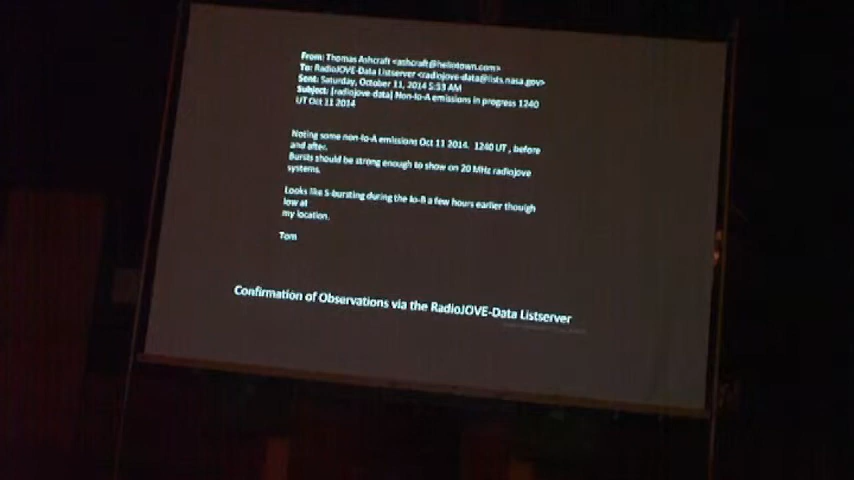 From: Thomas Ashcraft <ashcraft@heliotown.com>
To: RadioJOVE-Data Listserver <radiojove-data@lists.nasa.gov>
Sent: Saturday, October 11, 2014 5:33 AM
Subject: [radiojove-data] Non-Io-A emissions in progress 1240
UT Oct 11 2014
Noting some non-Io-A emissions Oct 11 2014. 1240 UT , before
and after.
Bursts should be strong enough to show on 20 MHz radiojove
systems.
Looks like S-bursting during the Io-B a few hours earlier though
low at
my location.
Tom
Confirmation of Observations via the RadioJOVE-Data Listserver